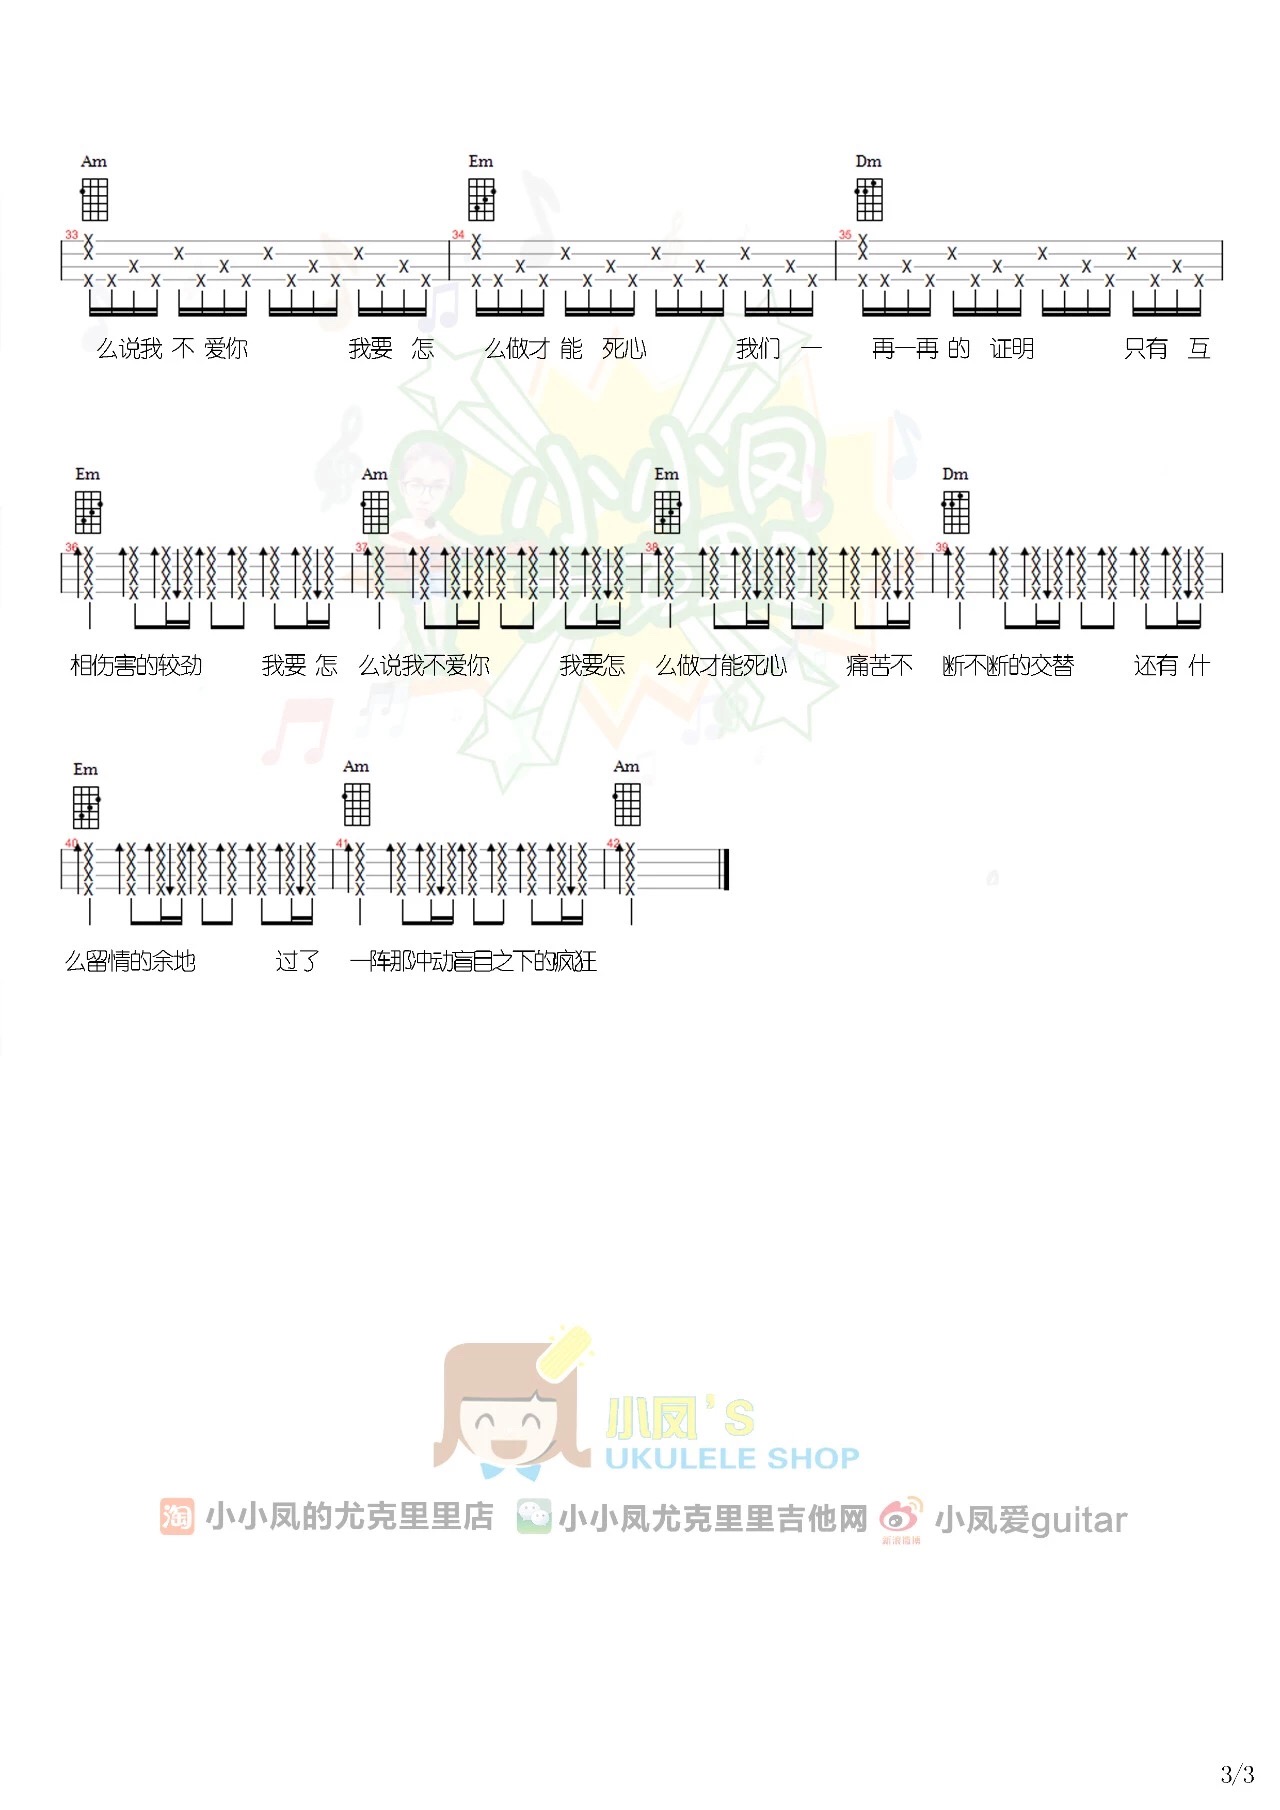 Am Em Dm
33 34 35
么说我 不 爱你 我要 怎 么做才 能 死心 我们 一 再一再 的 证明 只有 互
Em Am Em Dm
36 37 38 39
相伤害的较劲 我要 怎 么说我不爱你 我要怎 么做才能死心 痛苦不 断不断的交替 还有 什
Em Am Am
40 41 42
么留情的余地 过了 一阵那冲动盲目之下的疯狂
小小凤
小凤's
UKULELE SHOP
淘 小小凤的尤克里里店 小小凤尤克里里吉他网 新浪微博 小凤爱guitar
3/3